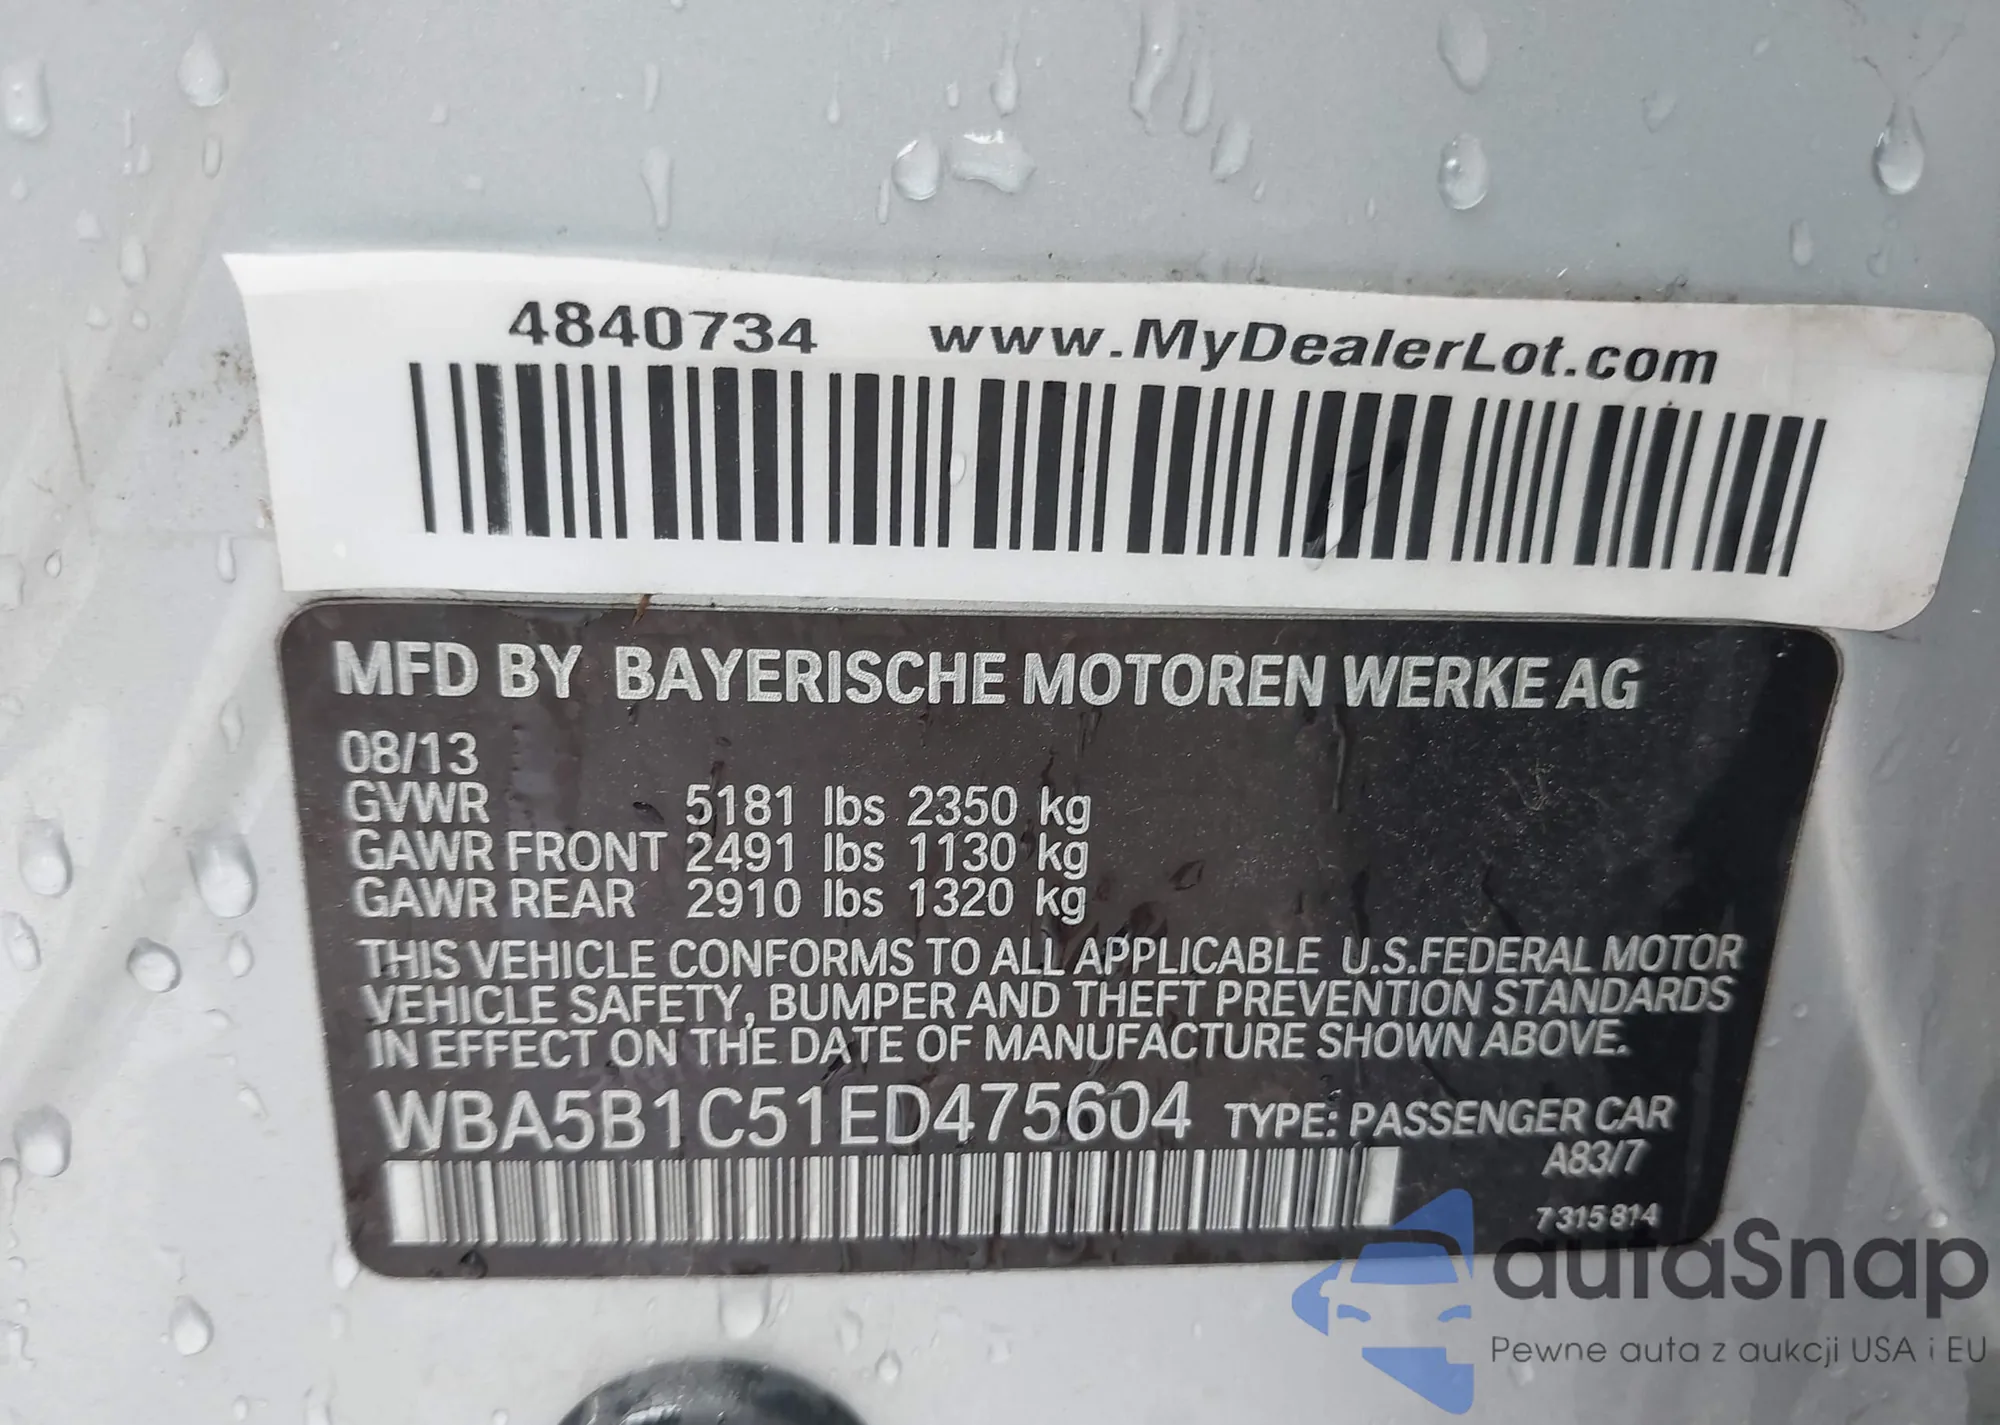 4840734 www.MyDealerLot.com
MFD BY BAYERISCHE MOTOREN WERKE AG
08/13
GVWR 5181 lbs 2350 kg
GAWR FRONT 2491 lbs 1130 kg
GAWR REAR 2910 lbs 1320 kg
THIS VEHICLE CONFORMS TO ALL APPLICABLE U.S.FEDERAL MOTOR
VEHICLE SAFETY, BUMPER AND THEFT PREVENTION STANDARDS
IN EFFECT ON THE DATE OF MANUFACTURE SHOWN ABOVE.
WBA5B1C51ED475604 TYPE: PASSENGER CAR
A83/7
7315814
autaSnap
Pewne auta z aukcji USA i EU